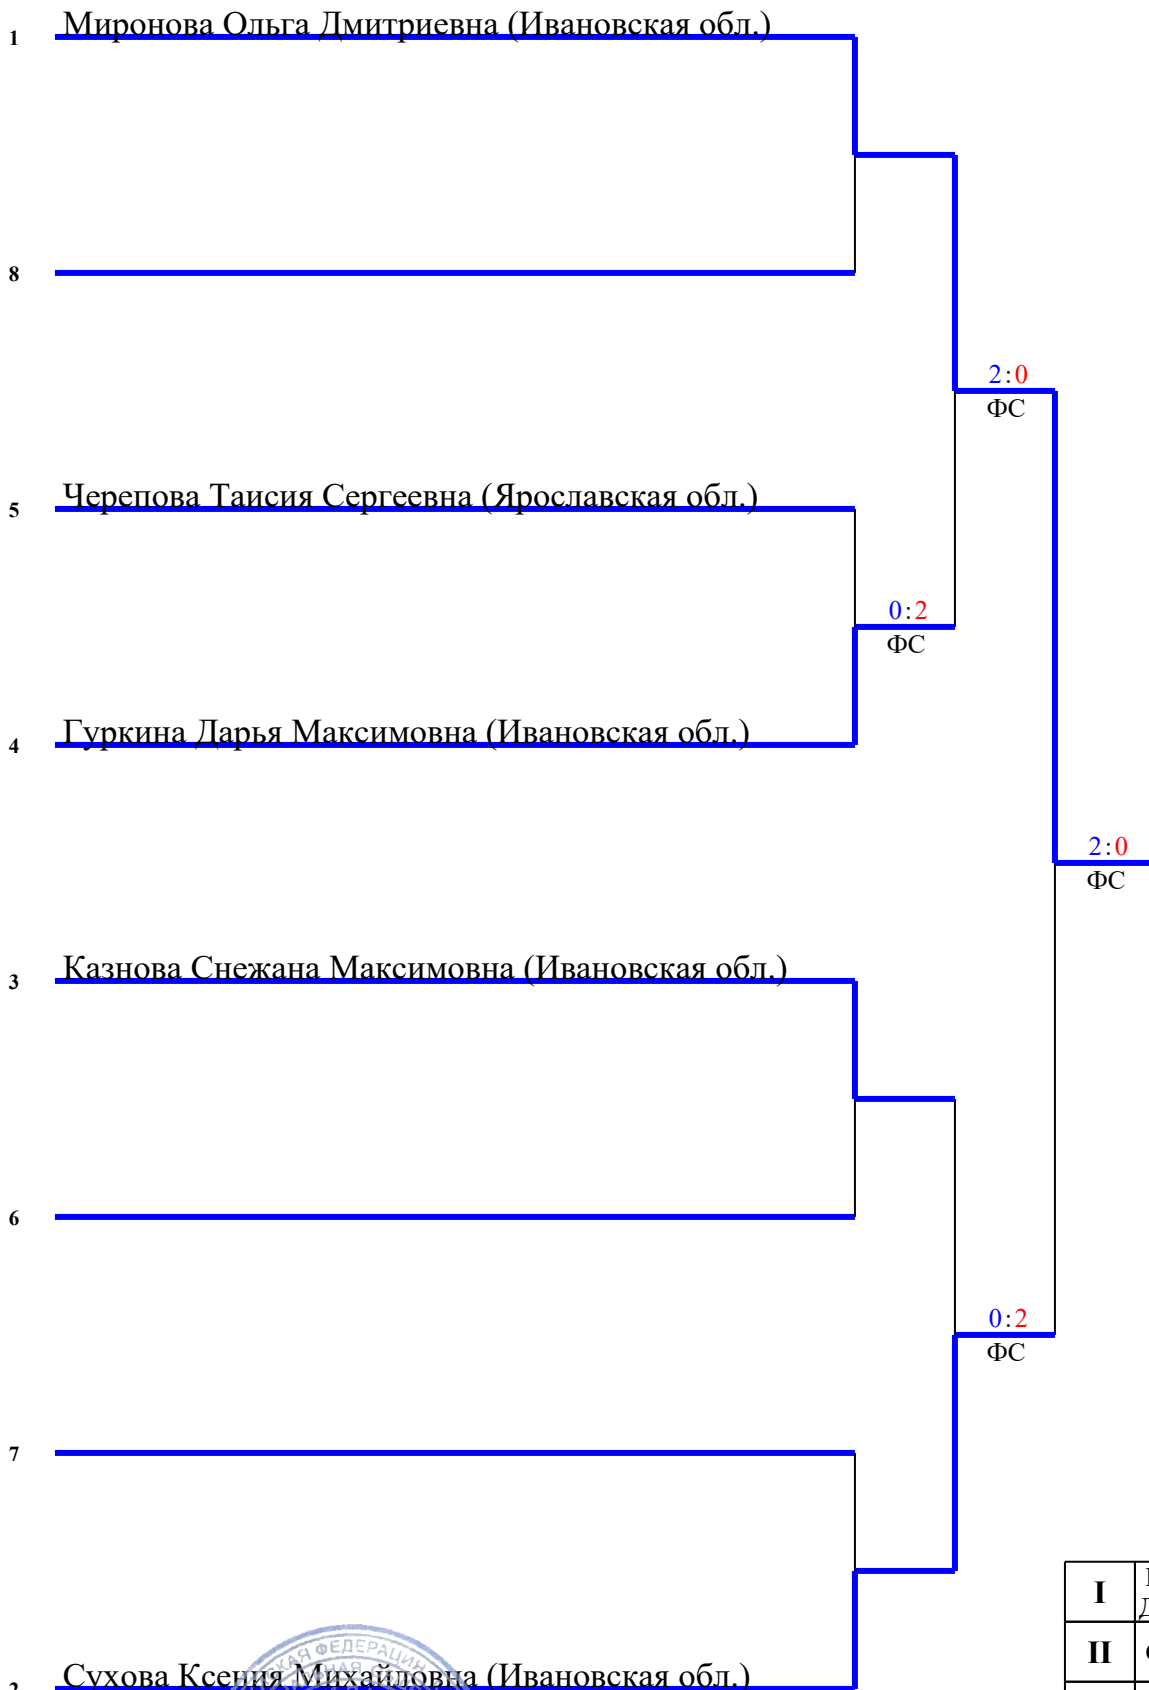 1 Миронова Ольга Дмитриевна (Ивановская обл.)
8
2:0
ФС
5 Черепова Таисия Сергеевна (Ярославская обл.)
0:2
ФС
4 Гуркина Дарья Максимовна (Ивановская обл.)
2:0
ФС
3 Казнова Снежана Максимовна (Ивановская обл.)
6
0:2
ФС
7
I
II
Сухова Ксения Михайловна (Ивановская обл.)
ФЕДЕРАЦИЯ